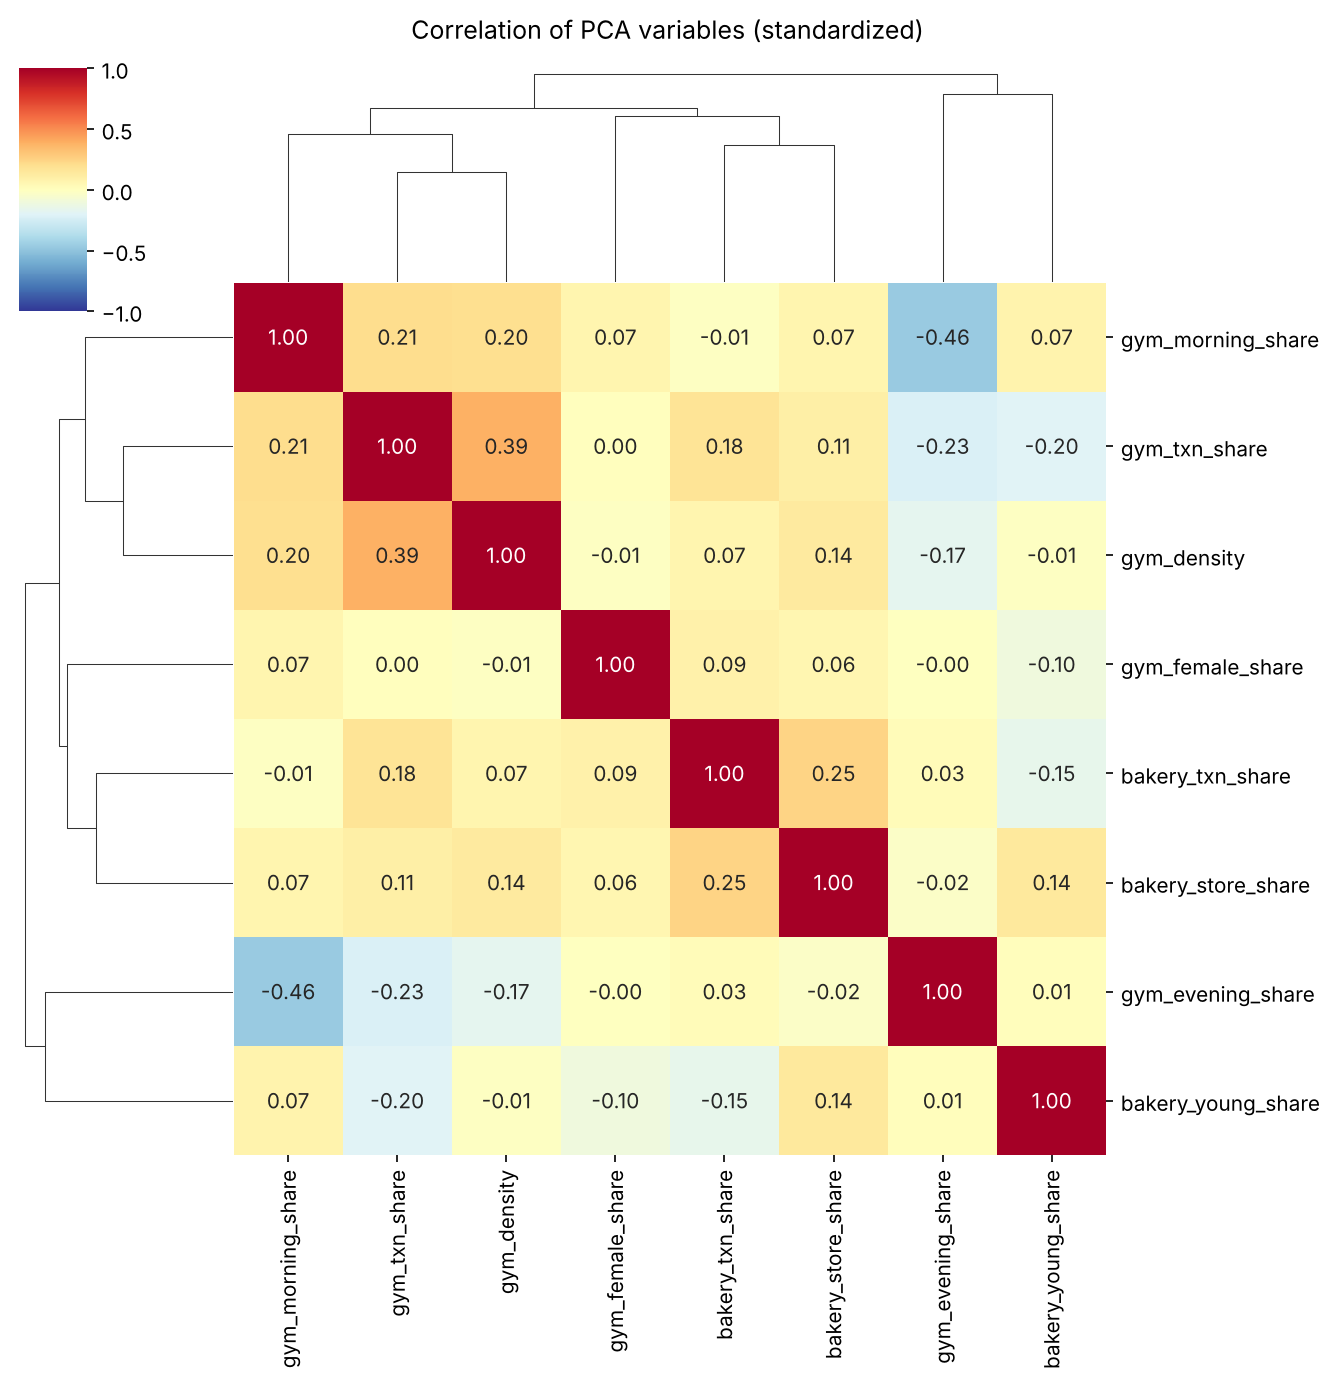 Correlation of PCA variables (standardized)
1.0
0.5
0.0
−0.5
−1.0
1.00 0.21 0.20 0.07 -0.01 0.07 -0.46 0.07 gym_morning_share
0.21 1.00 0.39 0.00 0.18 0.11 -0.23 -0.20 gym_txn_share
0.20 0.39 1.00 -0.01 0.07 0.14 -0.17 -0.01 gym_density
0.07 0.00 -0.01 1.00 0.09 0.06 -0.00 -0.10 gym_female_share
-0.01 0.18 0.07 0.09 1.00 0.25 0.03 -0.15 bakery_txn_share
0.07 0.11 0.14 0.06 0.25 1.00 -0.02 0.14 bakery_store_share
-0.46 -0.23 -0.17 -0.00 0.03 -0.02 1.00 0.01 gym_evening_share
0.07 -0.20 -0.01 -0.10 -0.15 0.14 0.01 1.00 bakery_young_share
gym_morning_share
gym_txn_share
gym_density
gym_female_share
bakery_txn_share
bakery_store_share
gym_evening_share
bakery_young_share